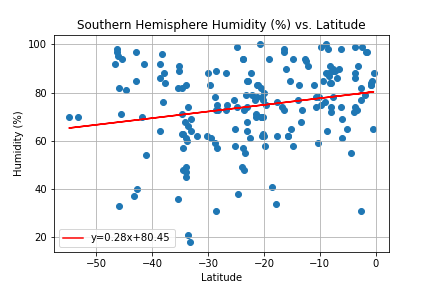 Southern Hemisphere Humidity (%) vs. Latitude
100
80
60
40
20
Humidity (%)
y=0.28x+80.45
−50
−40
−30
−20
−10
0
Latitude